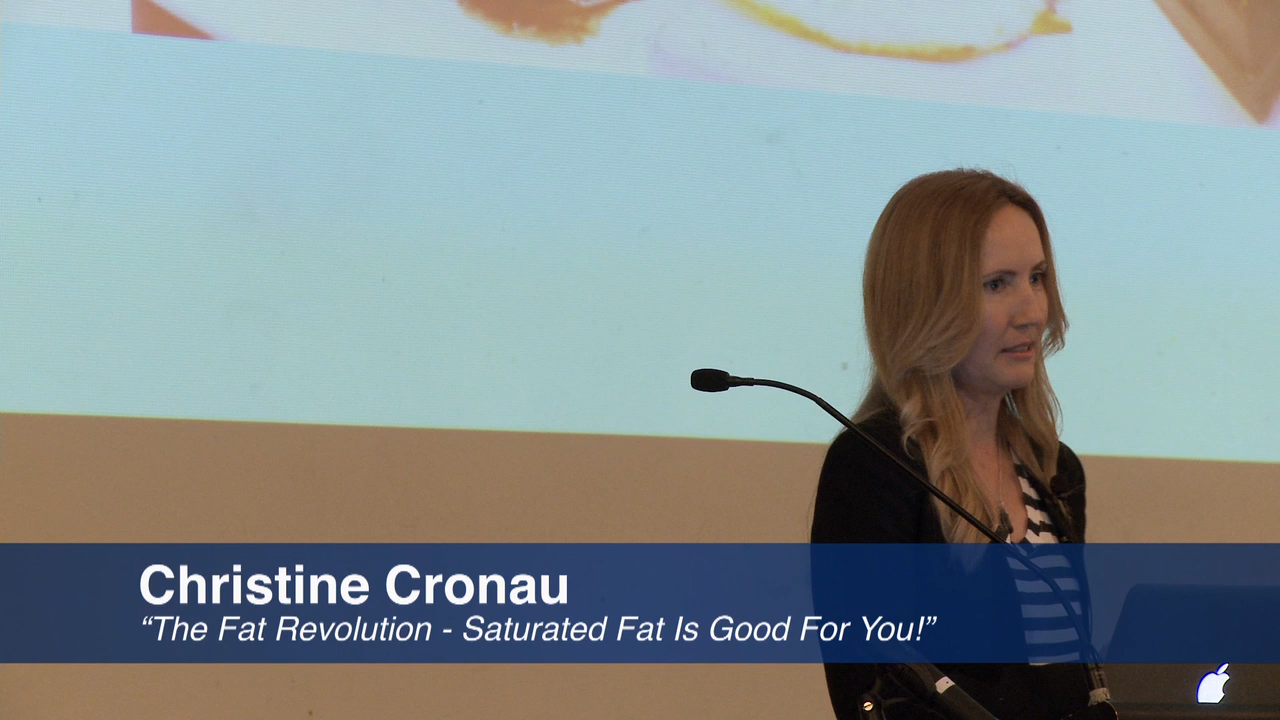 Christine Cronau
“The Fat Revolution - Saturated Fat Is Good For You!”